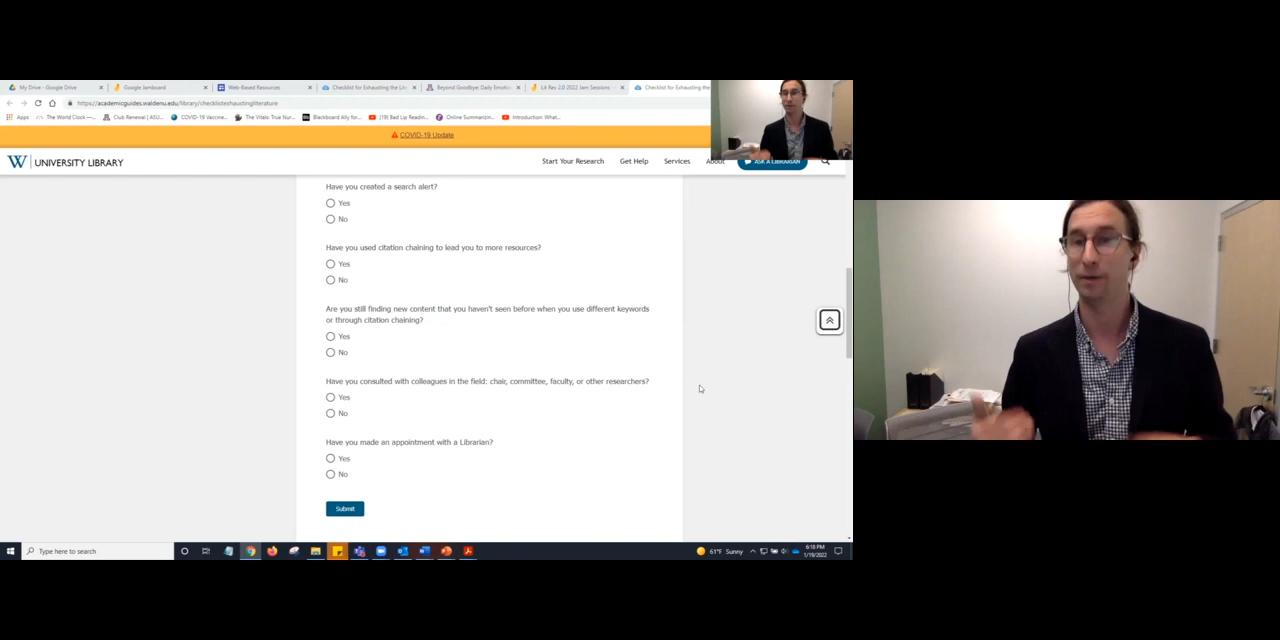 My Drive - Google Drive
Google Jamboard
Web-Based Resources
Checklist for Exhausting the Lit
Beyond Goodbye: Daily Emotio
Lit Rev 2.0 2022 Jam Sessions
Checklist for Exhausting the
https://academicguides.waldenu.edu/library/checklistexhaustingliterature
Apps
The World Clock —...
Club Renewal | ASU...
COVID-19 Vaccine...
The Vitals: True Nur...
Blackboard Ally for...
(19) Bad Lip Readin...
Online Summarizin...
Introduction: What...
COVID-19 Update
W UNIVERSITY LIBRARY
Start Your Research
Get Help
Services
About
ASK A LIBRARIAN
Have you created a search alert?
Yes
No
Have you used citation chaining to lead you to more resources?
Yes
No
Are you still finding new content that you haven't seen before when you use different keywords
or through citation chaining?
Yes
No
Have you consulted with colleagues in the field: chair, committee, faculty, or other researchers?
Yes
No
Have you made an appointment with a Librarian?
Yes
No
Submit
Type here to search
61°F Sunny
6:18 PM
1/19/2022